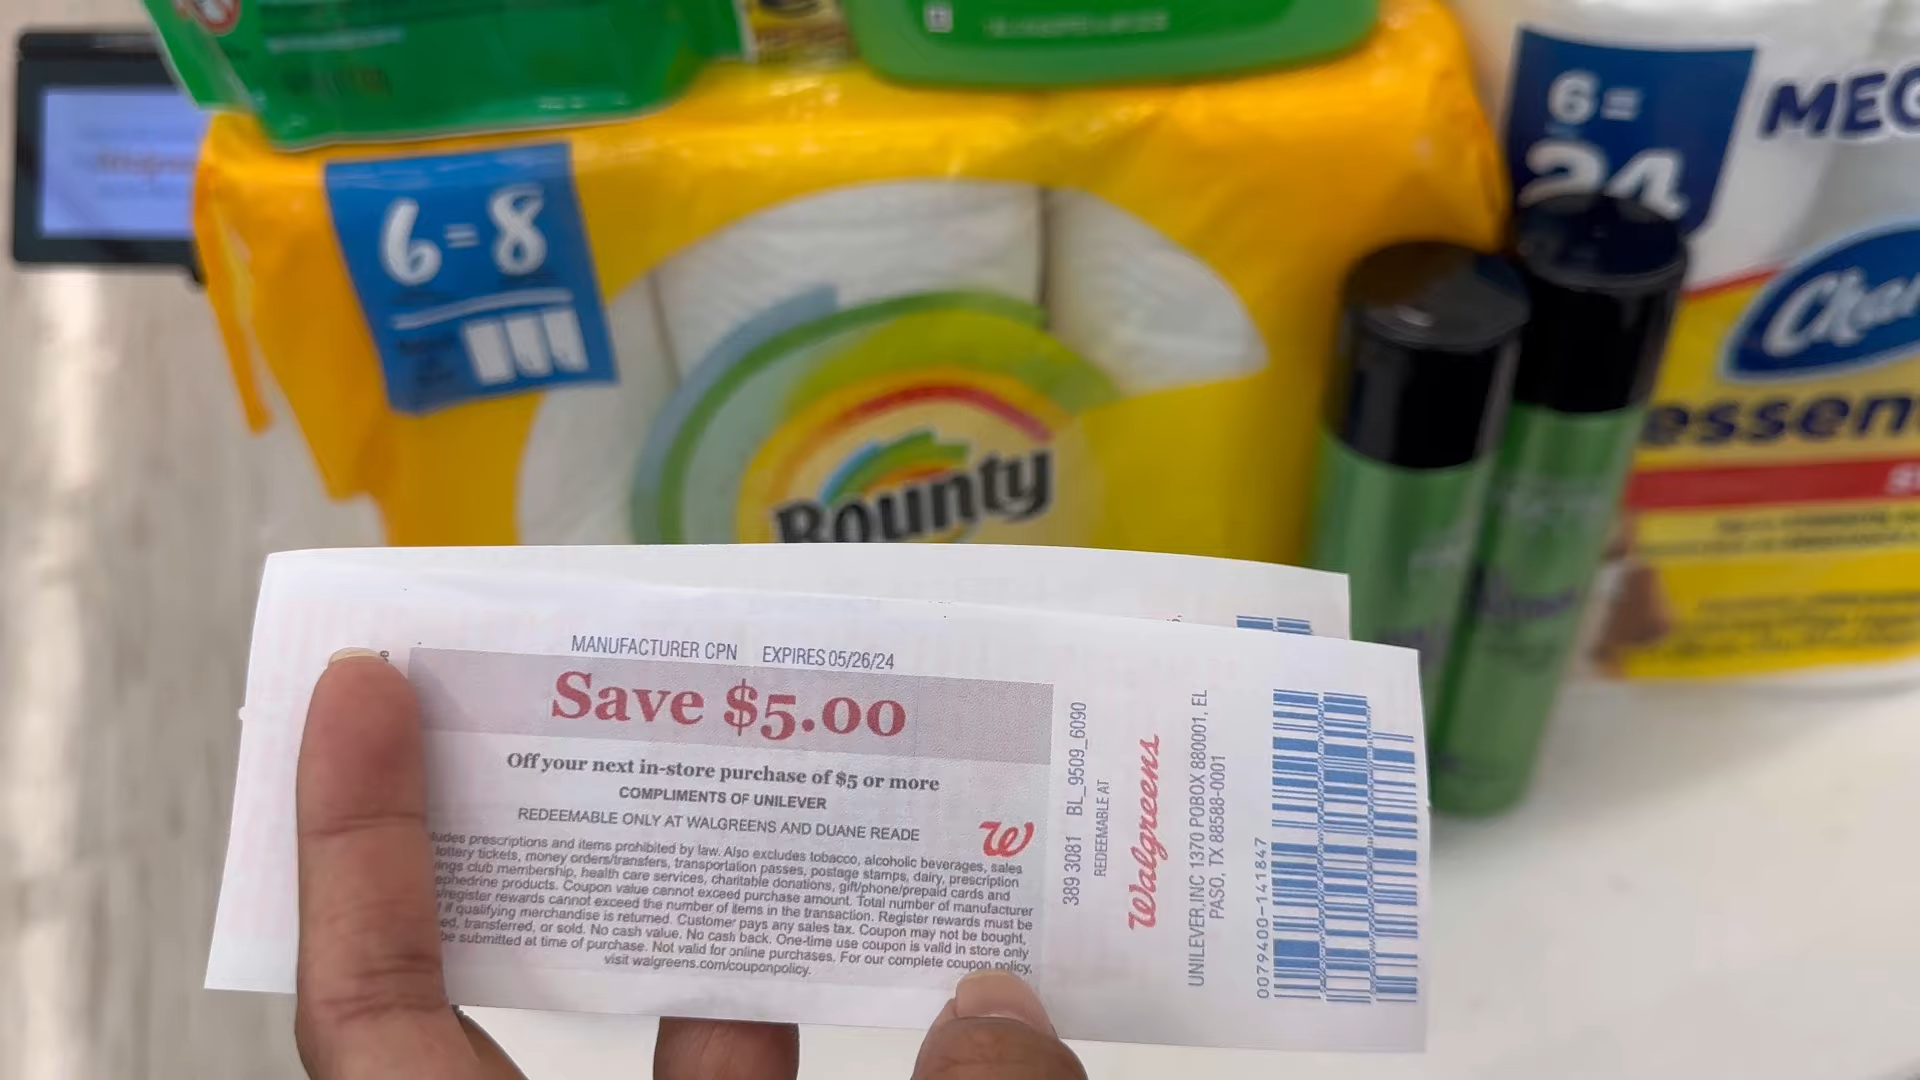 6=
24
MEG
6=8
Char
essen
Bounty
MANUFACTURER CPN EXPIRES 05/26/24
Save $5.00
Off your next in-store purchase of $5 or more
COMPLIMENTS OF UNILEVER
REDEEMABLE ONLY AT WALGREENS AND DUANE READE
W
udes prescriptions and items prohibited by law. Also excludes tobacco, alcoholic beverages, sales
lottery tickets, money orders/transfers, transportation passes, postage stamps, dairy, prescription
ings club membership, health care services, charitable donations, gift/phone/prepaid cards and
ephedrine products. Coupon value cannot exceed purchase amount. Total number of manufacturer
/register rewards cannot exceed the number of items in the transaction. Register rewards must be
if qualifying merchandise is returned. Customer pays any sales tax. Coupon may not be bought,
ed, transferred, or sold. No cash value. No cash back. One-time use coupon is valid in store only
be submitted at time of purchase. Not valid for online purchases. For our complete coupon policy,
visit walgreens.com/couponpolicy.
389 3081 BL_9509_6090
REDEEMABLE AT
Walgreens
UNILEVER,INC 1370 POBOX 880001, EL
PASO, TX 88588-0001
0079400-141847